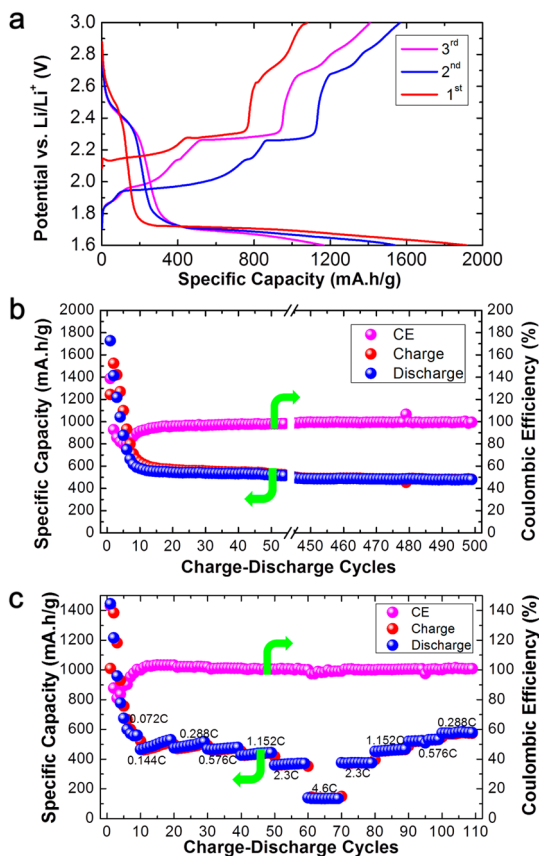 a
Potential vs. Li/Li⁺ (V)
3.0
2.8
2.6
2.4
2.2
2.0
1.8
1.6
3rd
2nd
1st
0 400 800 1200 1600 2000
Specific Capacity (mA.h/g)
b
Specific Capacity (mA.h/g)
2000
1800
1600
1400
1200
1000
800
600
400
200
0
CE
Charge
Discharge
200
180
160
140
120
100
80
60
40
20
0
Coulombic Efficiency (%)
0 10 20 30 40 50 450 460 470 480 490 500
Charge-Discharge Cycles
c
Specific Capacity (mA.h/g)
1400
1200
1000
800
600
400
200
0
CE
Charge
Discharge
0.072C
0.144C
0.288C
0.576C
1.152C
2.3C
4.6C
2.3C
1.152C
0.576C
0.288C
140
120
100
80
60
40
20
0
Coulombic Efficiency (%)
0 10 20 30 40 50 60 70 80 90 100 110
Charge-Discharge Cycles